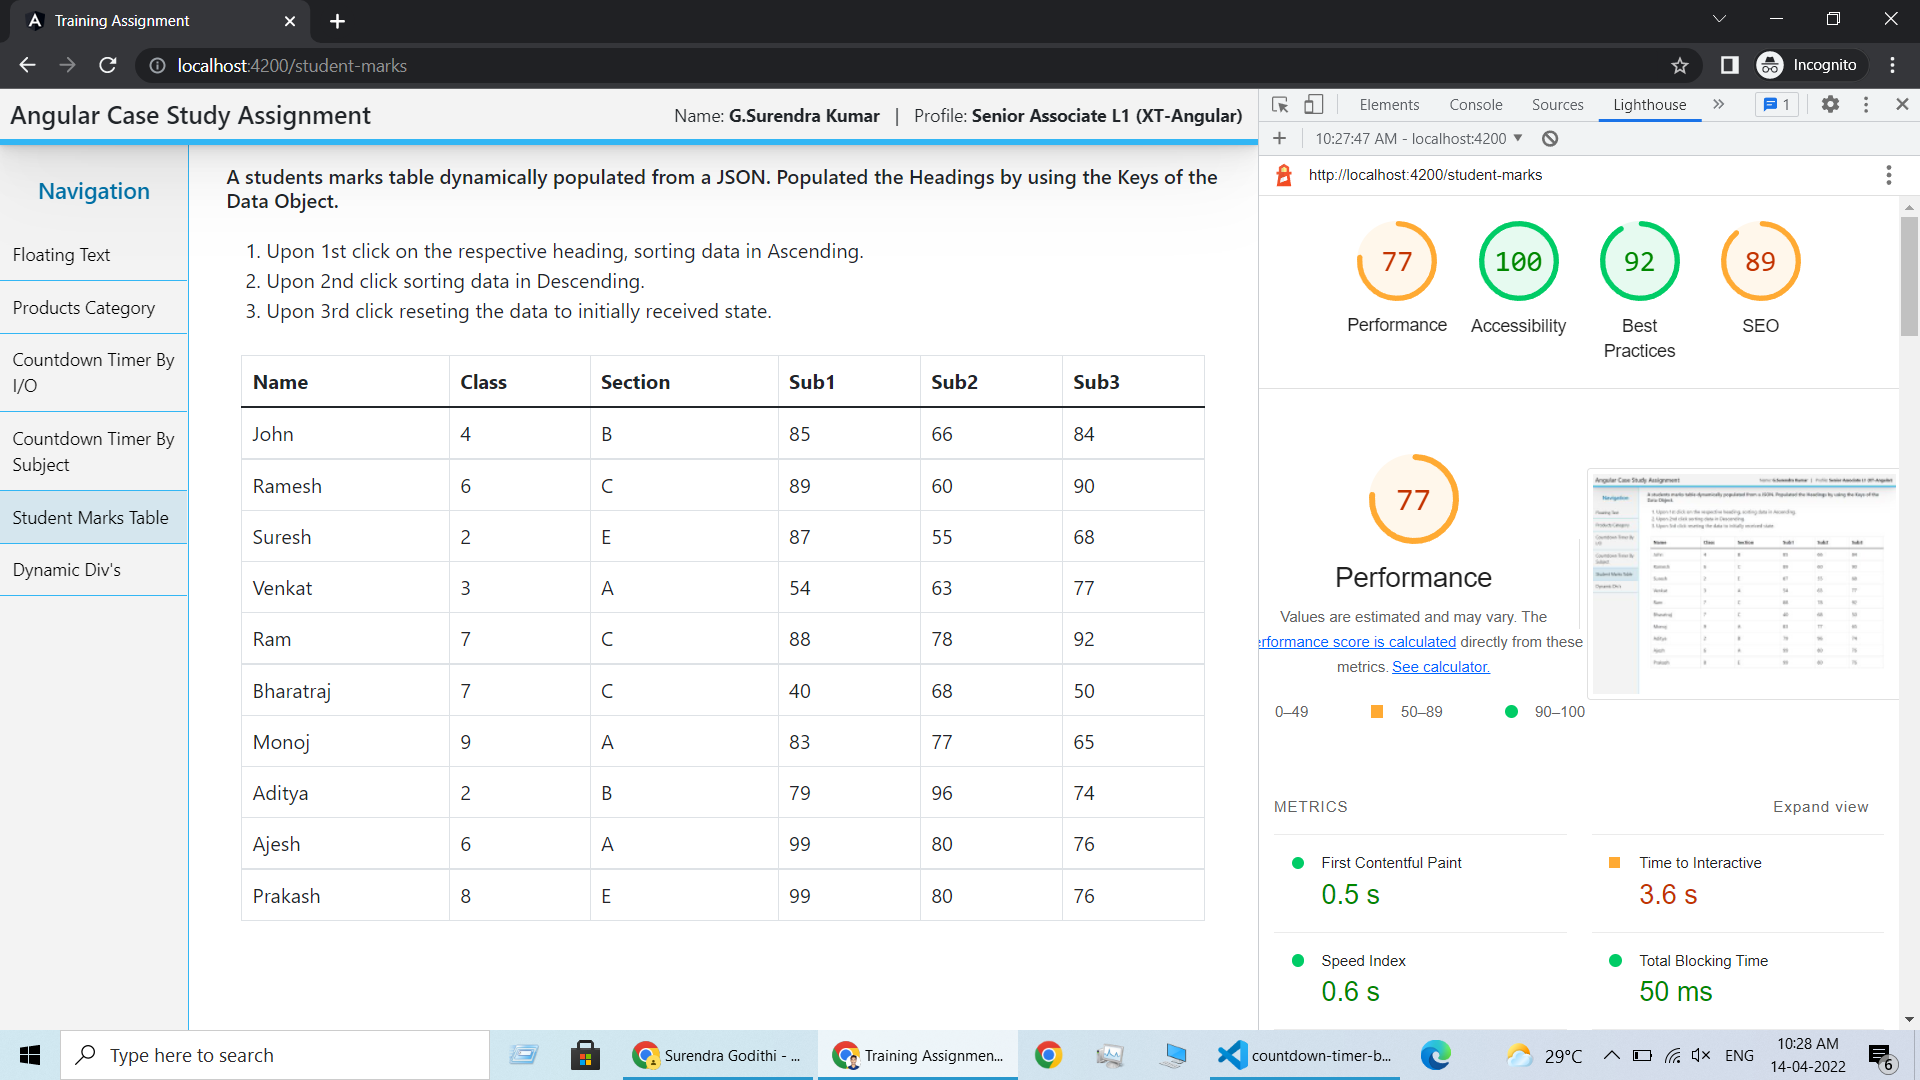 Training Assignment
localhost:4200/student-marks
Incognito
Angular Case Study Assignment
Name: G.Surendra Kumar | Profile: Senior Associate L1 (XT-Angular)
Navigation
Floating Text
Products Category
Countdown Timer By
I/O
Countdown Timer By
Subject
Student Marks Table
Dynamic Div's
A students marks table dynamically populated from a JSON. Populated the Headings by using the Keys of the
Data Object.
1. Upon 1st click on the respective heading, sorting data in Ascending.
2. Upon 2nd click sorting data in Descending.
3. Upon 3rd click reseting the data to initially received state.
Name Class Section Sub1 Sub2 Sub3
John 4 B 85 66 84
Ramesh 6 C 89 60 90
Suresh 2 E 87 55 68
Venkat 3 A 54 63 77
Ram 7 C 88 78 92
Bharatraj 7 C 40 68 50
Monoj 9 A 83 77 65
Aditya 2 B 79 96 74
Ajesh 6 A 99 80 76
Prakash 8 E 99 80 76
Elements Console Sources Lighthouse » 1
10:27:47 AM - localhost:4200
http://localhost:4200/student-marks
77 100 92 89
Performance Accessibility Best SEO
Practices
77
Performance
Values are estimated and may vary. The
erformance score is calculated directly from these
metrics. See calculator.
0–49 50–89 90–100
METRICS Expand view
First Contentful Paint Time to Interactive
0.5 s 3.6 s
Speed Index Total Blocking Time
0.6 s 50 ms
Type here to search
Surendra Godithi - ...
Training Assignmen...
countdown-timer-b...
29°C
ENG
10:28 AM
14-04-2022
6